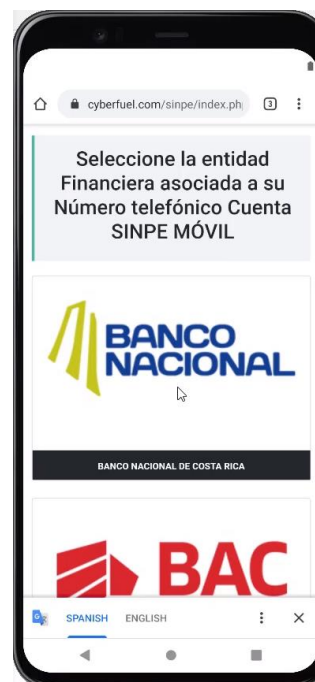 cyberfuel.com/sinpe/index.ph
3
Seleccione la entidad
Financiera asociada a su
Número telefónico Cuenta
SINPE MÓVIL
BANCO
NACIONAL
BANCO NACIONAL DE COSTA RICA
BAC
SPANISH ENGLISH